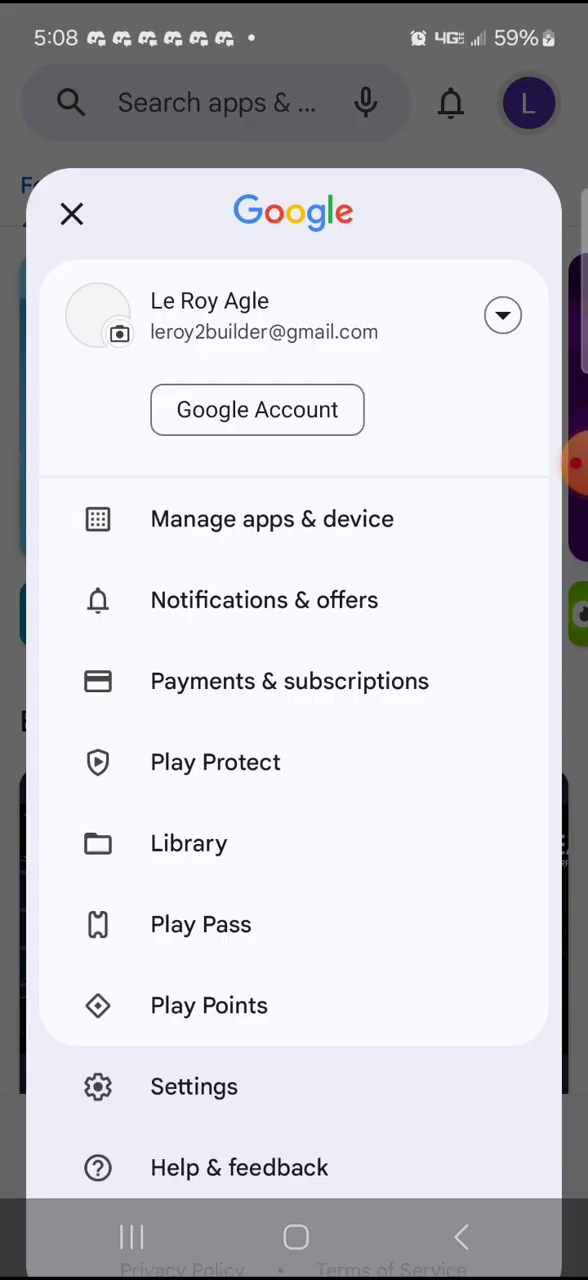 5:08
4GE 59%
Search apps & ...
L
Google
Le Roy Agle
leroy2builder@gmail.com
Google Account
Manage apps & device
Notifications & offers
Payments & subscriptions
Play Protect
Library
Play Pass
Play Points
Settings
Help & feedback
Privacy Policy • Terms of Service